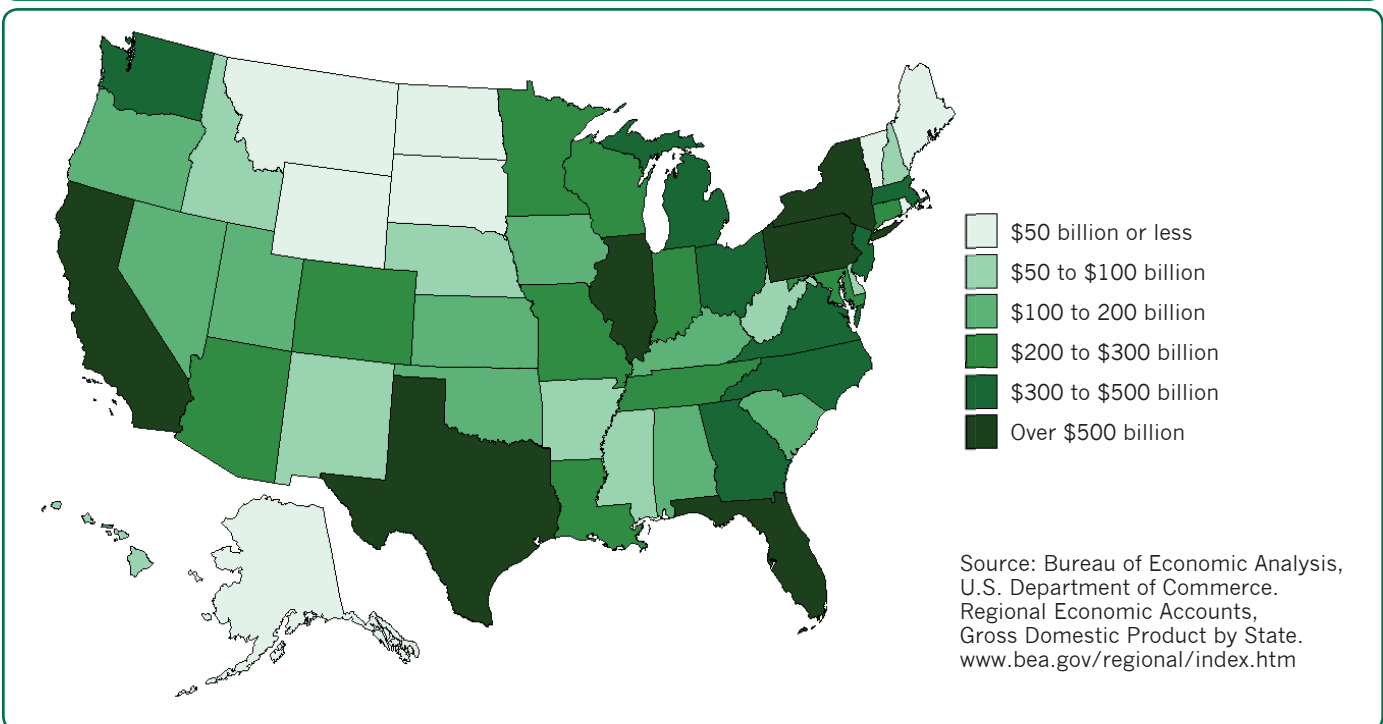 $50 billion or less
$50 to $100 billion
$100 to 200 billion
$200 to $300 billion
$300 to $500 billion
Over $500 billion
Source: Bureau of Economic Analysis,
U.S. Department of Commerce.
Regional Economic Accounts,
Gross Domestic Product by State.
www.bea.gov/regional/index.htm